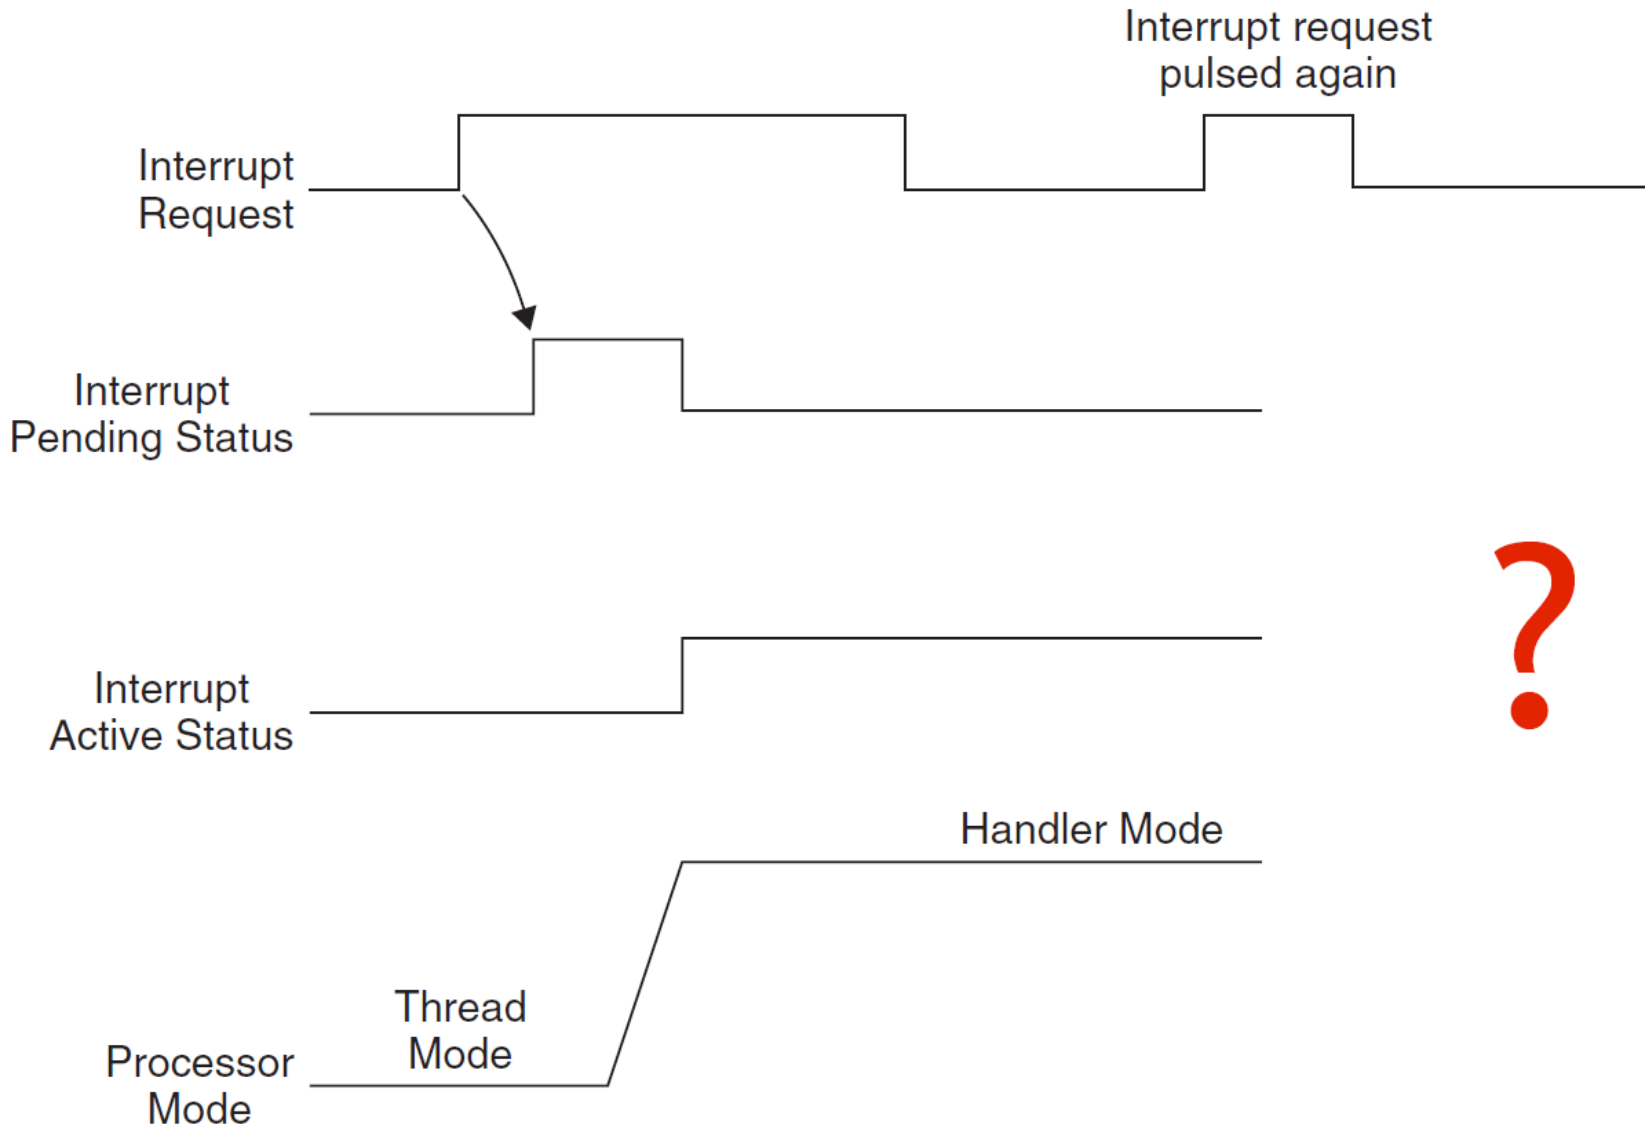 Interrupt request
pulsed again
Interrupt
Request
Interrupt
Pending Status
Interrupt
Active Status
?
Handler Mode
Thread
Mode
Processor
Mode